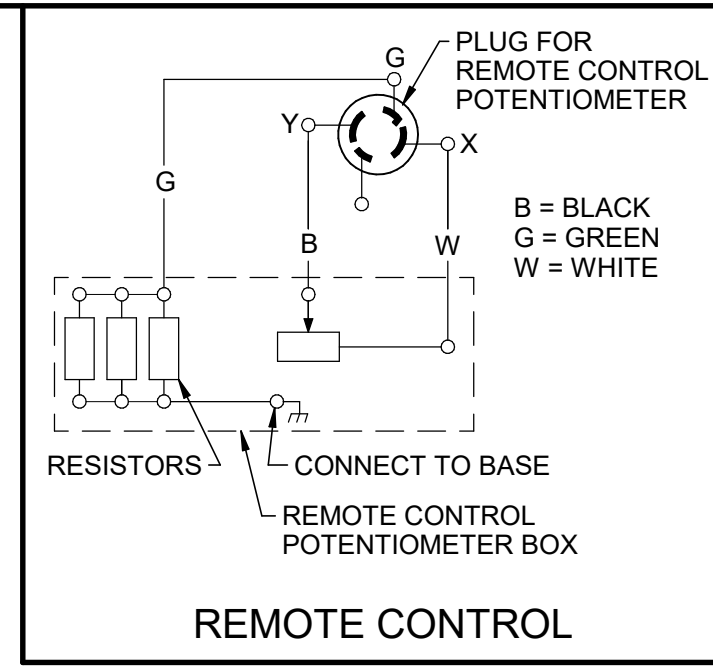 PLUG FOR
REMOTE CONTROL
POTENTIOMETER
G
Y
X
G
B
W
B = BLACK
G = GREEN
W = WHITE
RESISTORS
CONNECT TO BASE
REMOTE CONTROL
POTENTIOMETER BOX
REMOTE CONTROL